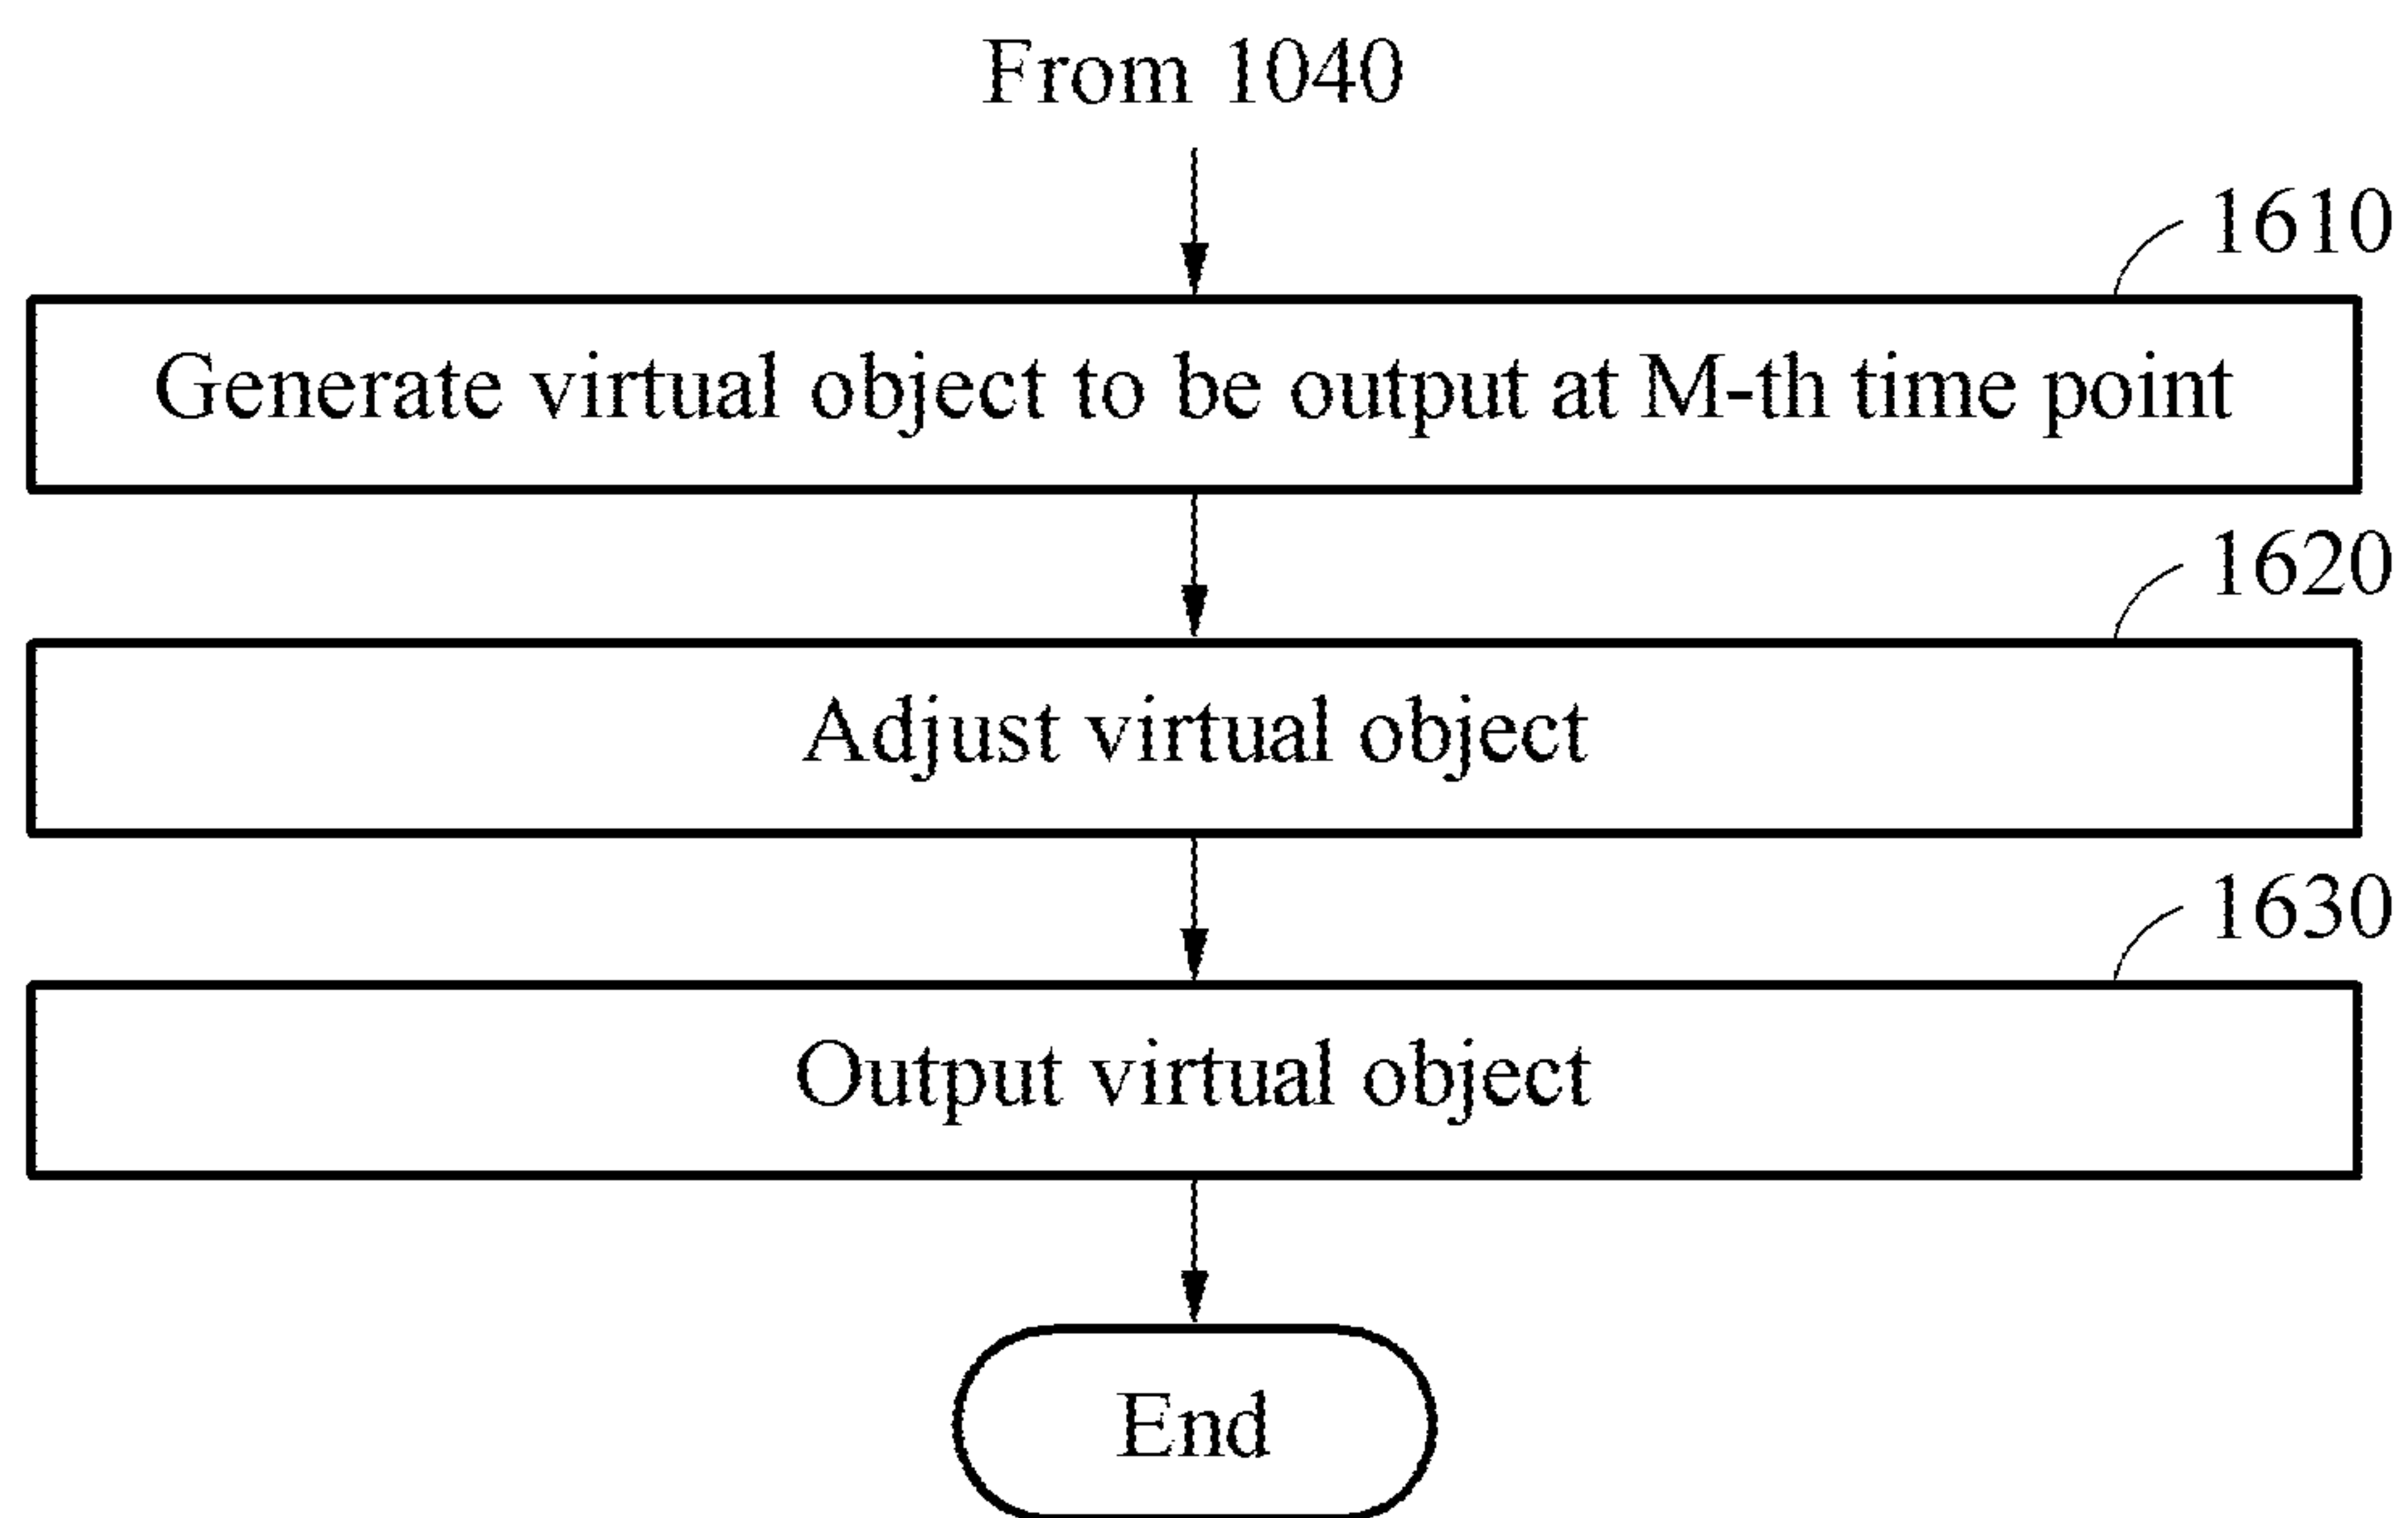 From 1040
1610
Generate virtual object to be output at M-th time point
1620
Adjust virtual object
1630
Output virtual object
End